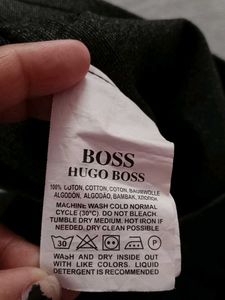 BOSS
HUGO BOSS
100% COTON, COTTON, COTON, BAUMWOLLE
ALGODON, ALGODÃO, BAMBAK, ХЛОПОК
MACHINE WASH COLD NORMAL
CYCLE (30°C). DO NOT BLEACH.
TUMBLE DRY MEDIUM. HOT IRON IF
NEEDED. DRY CLEAN POSSIBLE
30 P
WASH AND DRY INSIDE OUT
WITH LIKE COLORS. LIQUID
DETERGENT IS RECOMMENDED